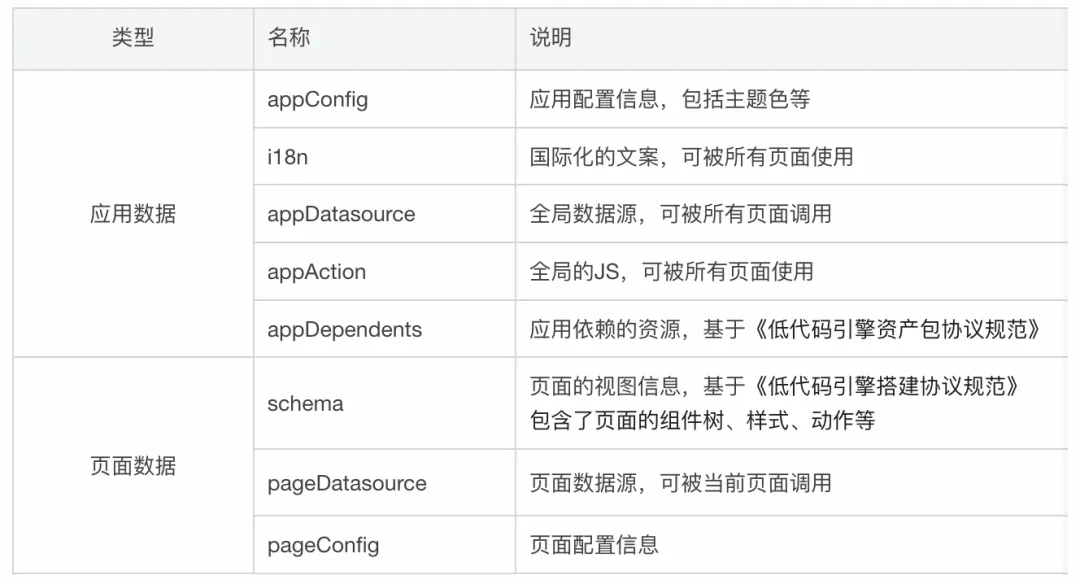 类型 名称 说明
应用数据
appConfig 应用配置信息，包括主题色等
i18n 国际化的文案，可被所有页面使用
appDatasource 全局数据源，可被所有页面调用
appAction 全局的JS，可被所有页面使用
appDependents 应用依赖的资源，基于《低代码引擎资产包协议规范》
页面数据
schema 页面的视图信息，基于《低代码引擎搭建协议规范》
包含了页面的组件树、样式、动作等
pageDatasource 页面数据源，可被当前页面调用
pageConfig 页面配置信息